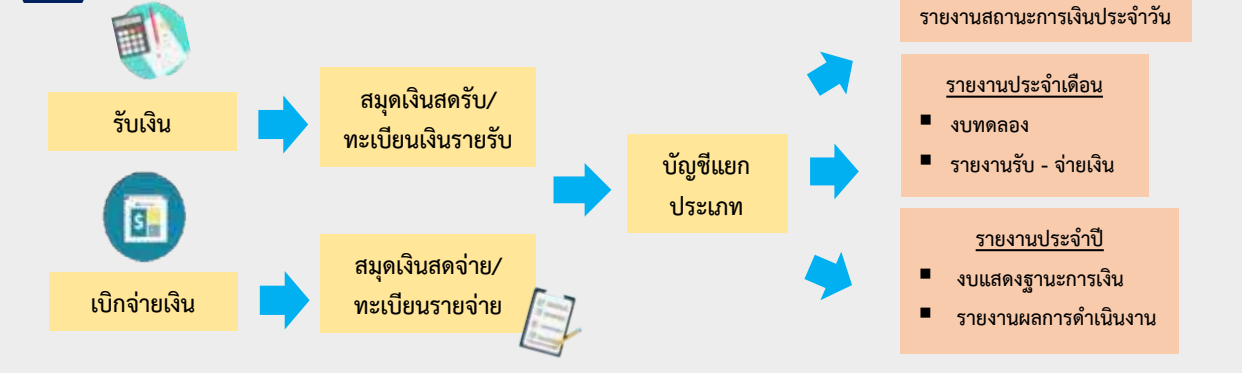 รายงานสถานะการเงินประจำวัน
รับเงิน
สมุดเงินสดรับ/
ทะเบียนเงินรายรับ
เบิกจ่ายเงิน
สมุดเงินสดจ่าย/
ทะเบียนรายจ่าย
บัญชีแยก
ประเภท
รายงานประจำเดือน
▪ งบทดลอง
▪ รายงานรับ - จ่ายเงิน
รายงานประจำปี
▪ งบแสดงฐานะการเงิน
▪ รายงานผลการดำเนินงาน